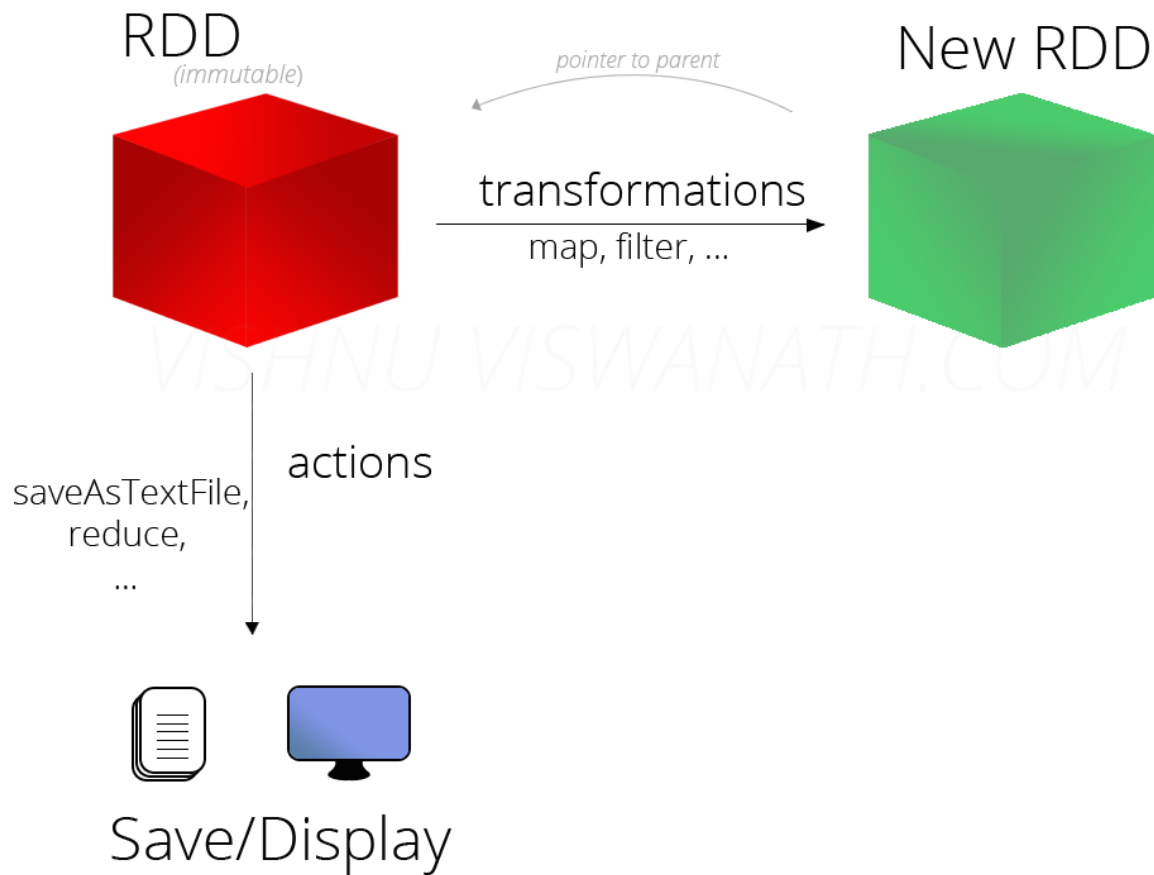 RDD
(immutable)
pointer to parent
New RDD
transformations
map, filter, ...
VISHNU VISWANATH.COM
actions
saveAsTextFile,
reduce,
...
Save/Display